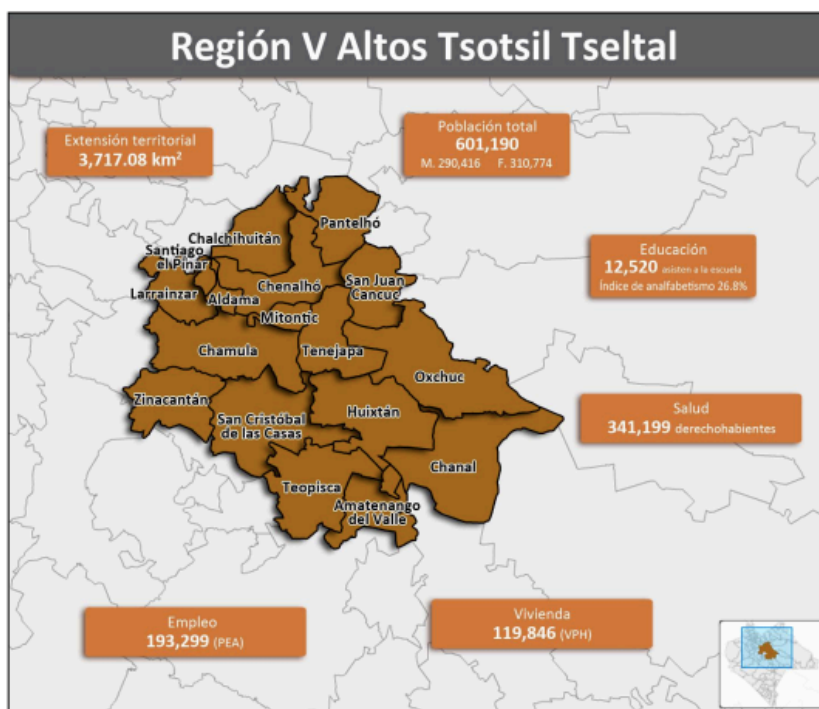 Región V Altos Tsotsil Tseltal
Extensión territorial
3,717.08 km²
Población total
601,190
M. 290,416 F. 310,774
Pantelhó
Chalchihuitán
Santiago
el Pinar
Chenalhó
San Juan
Cancuc
Larrainzar
Aldama
Mitontic
Chamula
Tenejapa
Oxchuc
Zinacantán
San Cristóbal
de las Casas
Huixtán
Chanal
Teopisca
Amatenango
del Valle
Educación
12,520 asisten a la escuela
Índice de analfabetismo 26.8%
Salud
341,199 derechohabientes
Empleo
193,299 (PEA)
Vivienda
119,846 (VPH)